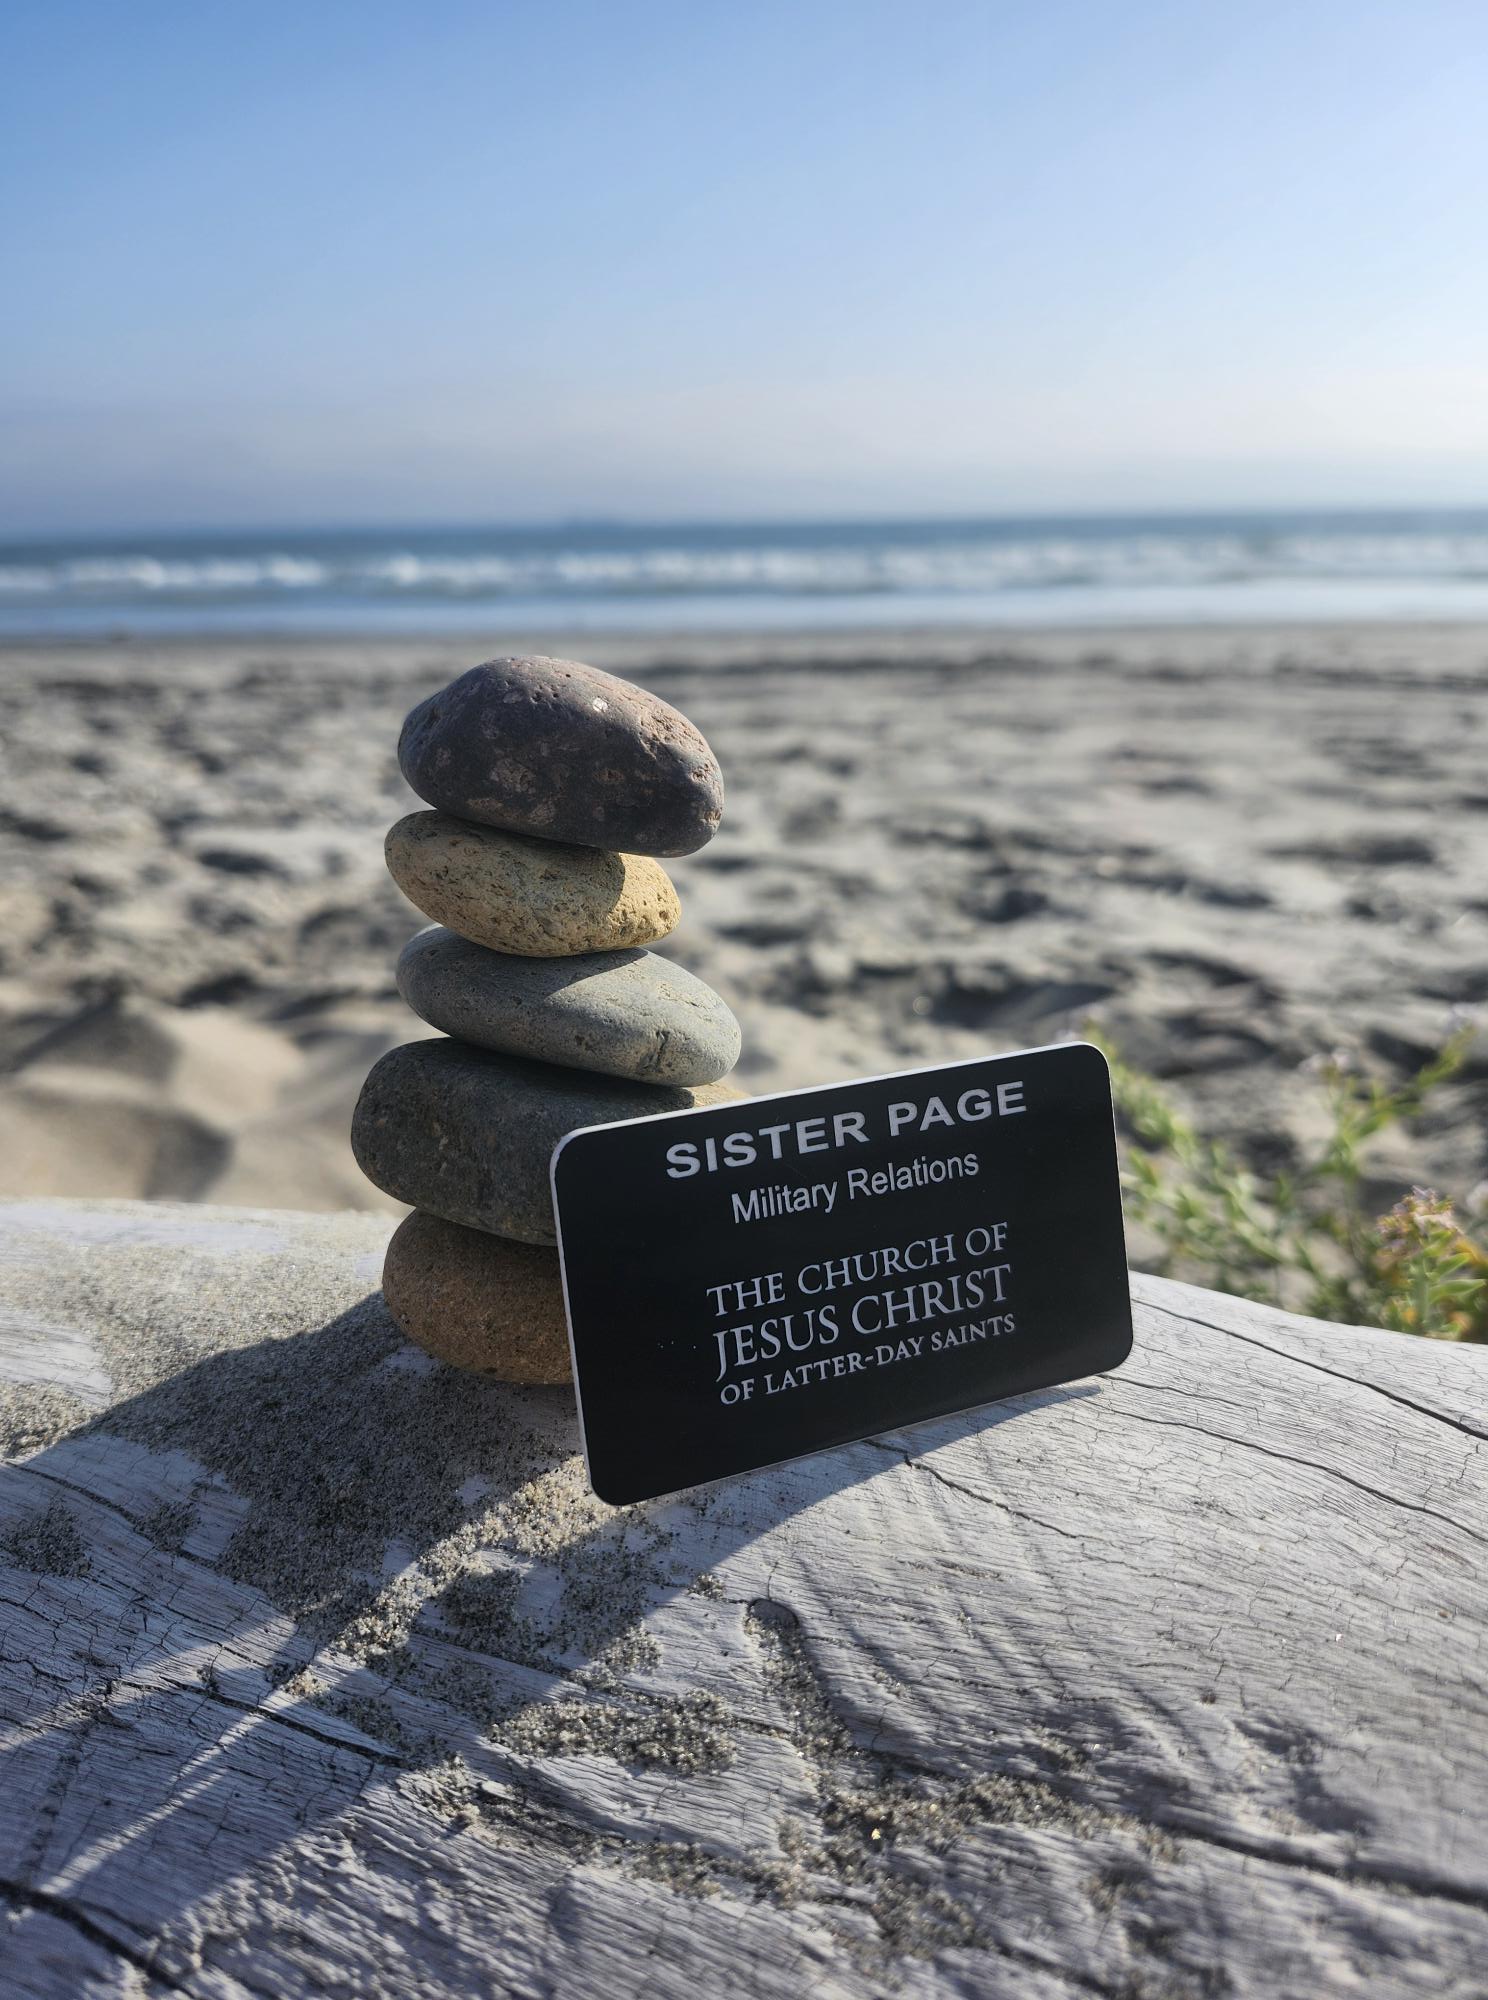 SISTER PAGE
Military Relations
THE CHURCH OF
JESUS CHRIST
OF LATTER-DAY SAINTS